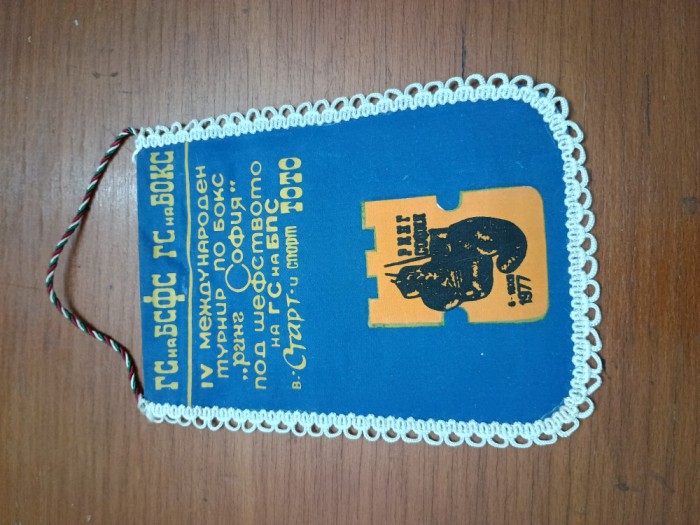 ГС на БСФС ГС на БОКС
IV МЕЖДУНАРОДЕН
ТУРНИР ПО БОКС
„РИНГ СОФИЯ"
ПОД ШЕФСТВОТО
НА ГС НА БПС
В.-СТАРТ-И СПОРТ ТОТО
РИНГ
СОФИЯ
1977